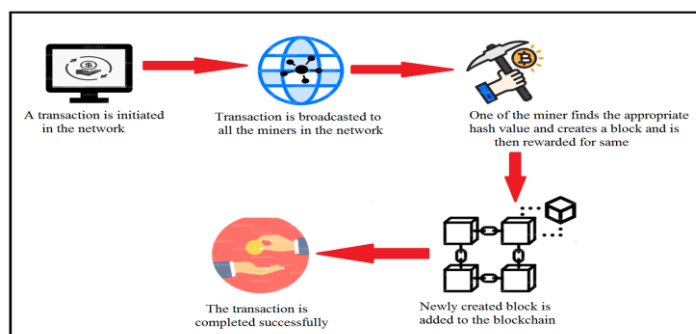 A transaction is initiated
in the network
Transaction is broadcasted to
all the miners in the network
One of the miner finds the appropriate
hash value and creates a block and is
then rewarded for same
Newly created block is
added to the blockchain
The transaction is
completed successfully